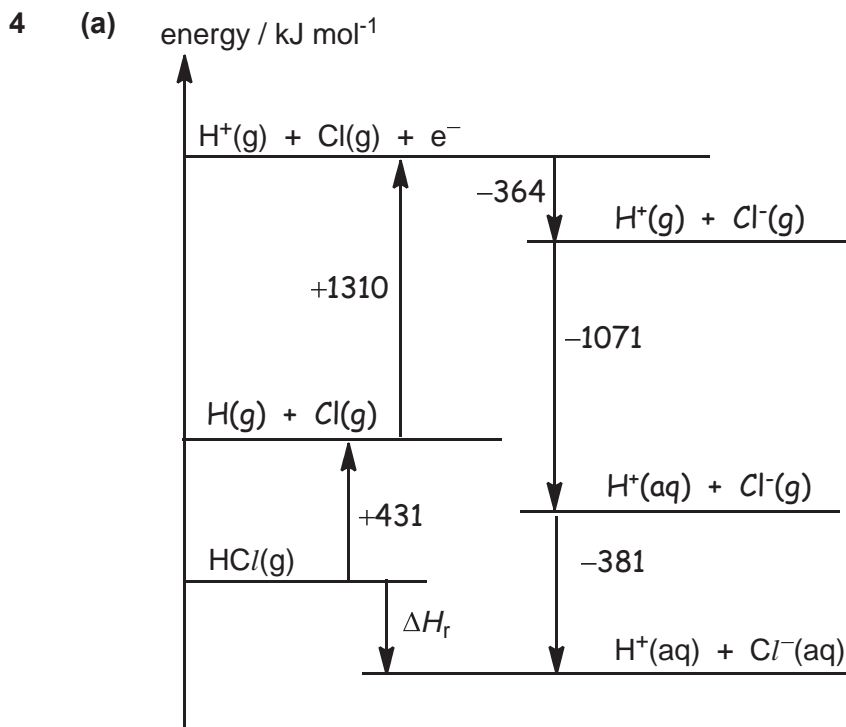 4 (a) energy / kJ mol⁻¹
H⁺(g) + Cl(g) + e⁻
−364
H⁺(g) + Cl⁻(g)
+1310
−1071
H(g) + Cl(g)
H⁺(aq) + Cl⁻(g)
+431
−381
HCl(g)
ΔHᵣ
H⁺(aq) + Cl⁻(aq)